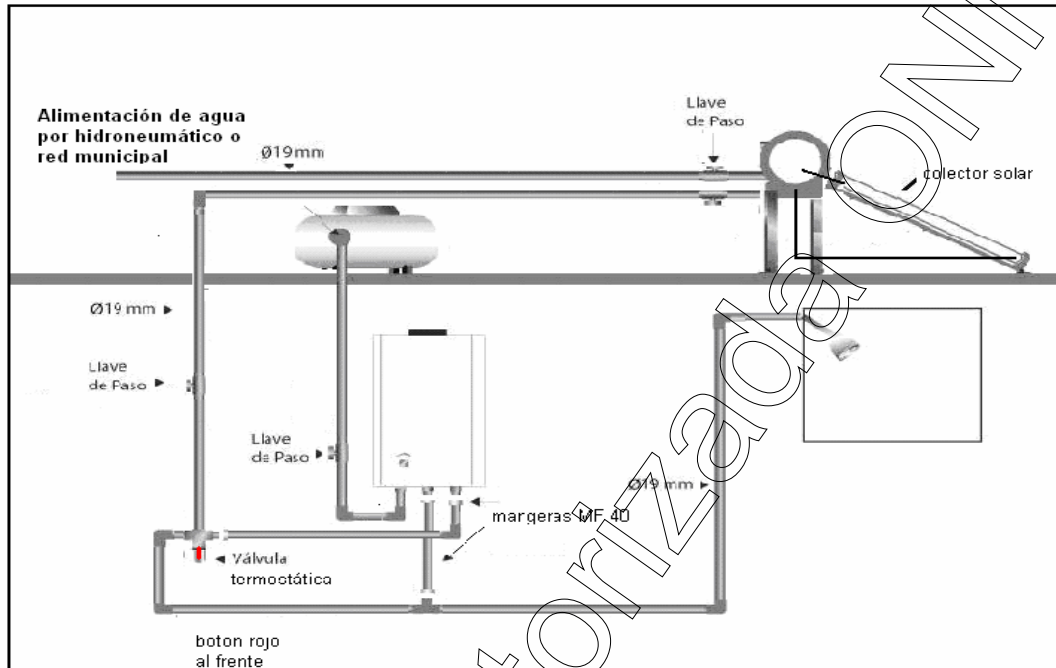 Alimentación de agua
por hidroneumático o
red municipal
Ø19mm
Llave
de Paso
colector solar
Ø19 mm
Llave
de Paso
Llave
de Paso
Ø19 mm
margeras MF 40
Válvula
termostática
boton rojo
al frente